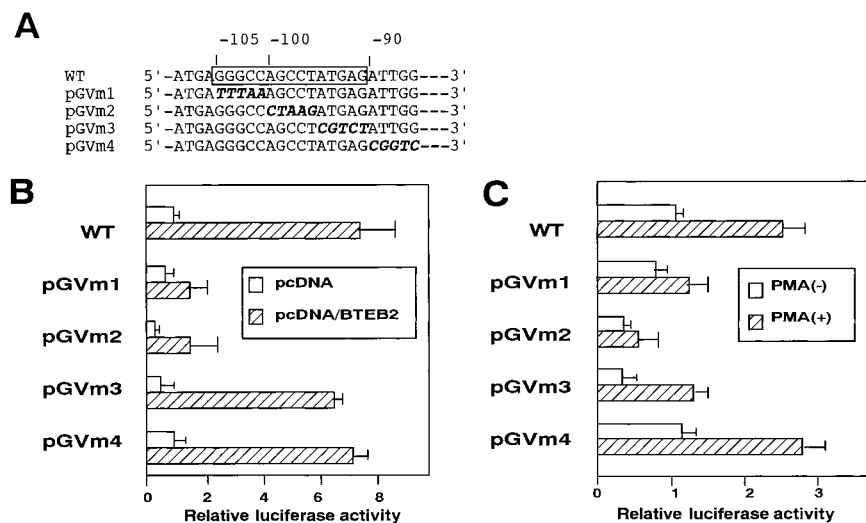 A
-105 -100 -90
WT 5'-ATGAGGGCCAGCCTATGAGATTGG---3'
pGVm1 5'-ATGATTTAAAGCCTATGAGATTGG---3'
pGVm2 5'-ATGAGGGCCCTAAGATGAGATTGG---3'
pGVm3 5'-ATGAGGGCCAGCCTCGTCTATTGG---3'
pGVm4 5'-ATGAGGGCCAGCCTATGAGCGGTC---3'
B
WT
pGVm1
pGVm2
pGVm3
pGVm4
pcDNA
pcDNA/BTEB2
0 2 4 6 8
Relative luciferase activity
C
WT
pGVm1
pGVm2
pGVm3
pGVm4
PMA(-)
PMA(+)
0 1 2 3
Relative luciferase activity